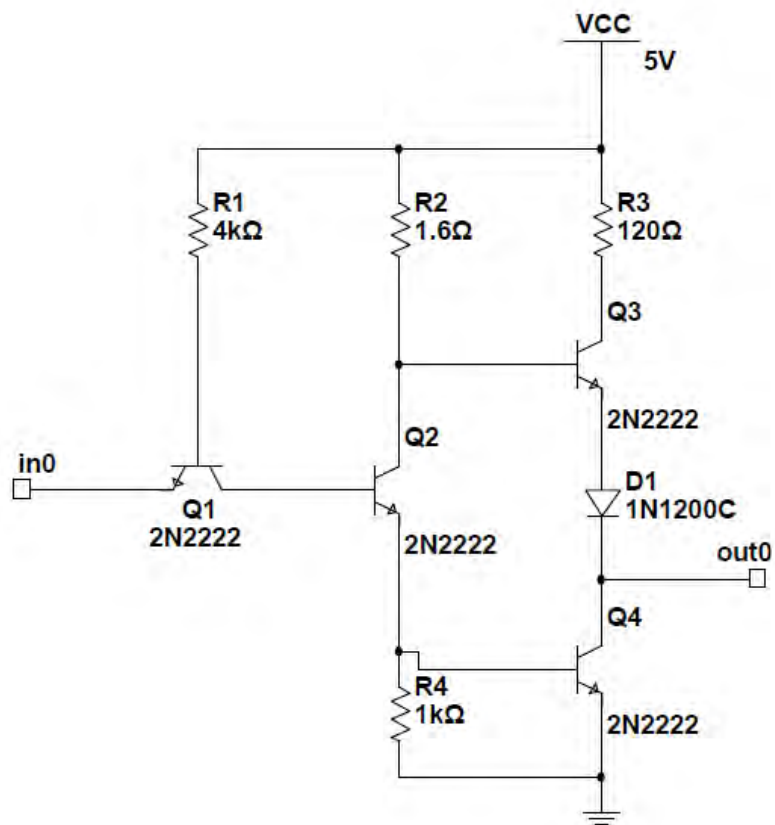 VCC
5V
R1
4kΩ
R2
1.6Ω
R3
120Ω
Q3
2N2222
Q2
in0
Q1
2N2222
2N2222
D1
1N1200C
out0
Q4
R4
1kΩ
2N2222